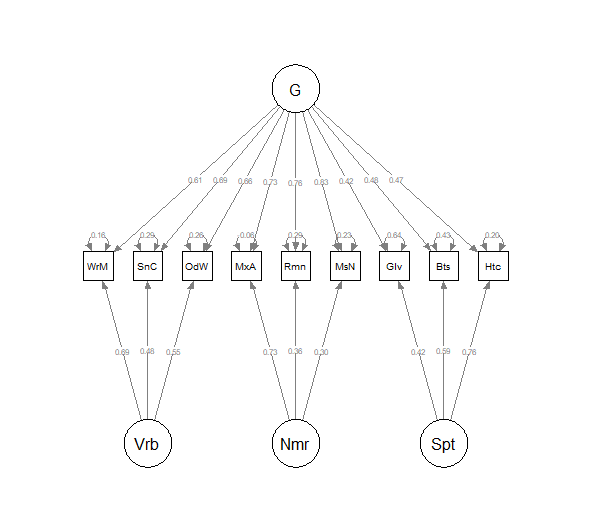 G
0.61 0.69 0.66 0.73 0.76 0.83 0.42 0.48 0.47
0.16 0.29 0.26 -0.06 0.29 0.23 0.64 0.43 0.20
WrM SnC OdW MxA Rmn MsN Glv Bts Htc
0.69 0.48 0.55 0.73 0.36 0.30 0.42 0.59 0.76
Vrb Nmr Spt